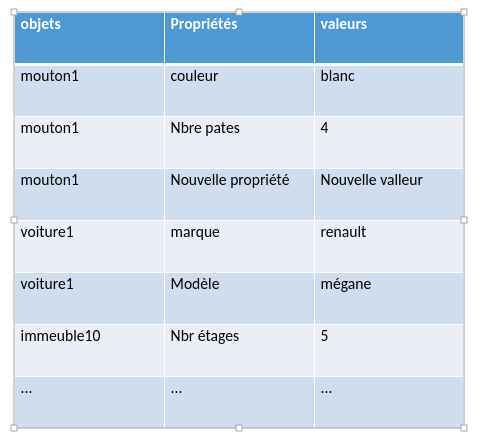 objets Propriétés valeurs
mouton1 couleur blanc
mouton1 Nbre pates 4
mouton1 Nouvelle propriété Nouvelle valleur
voiture1 marque renault
voiture1 Modèle mégane
immeuble10 Nbr étages 5
... ... ...